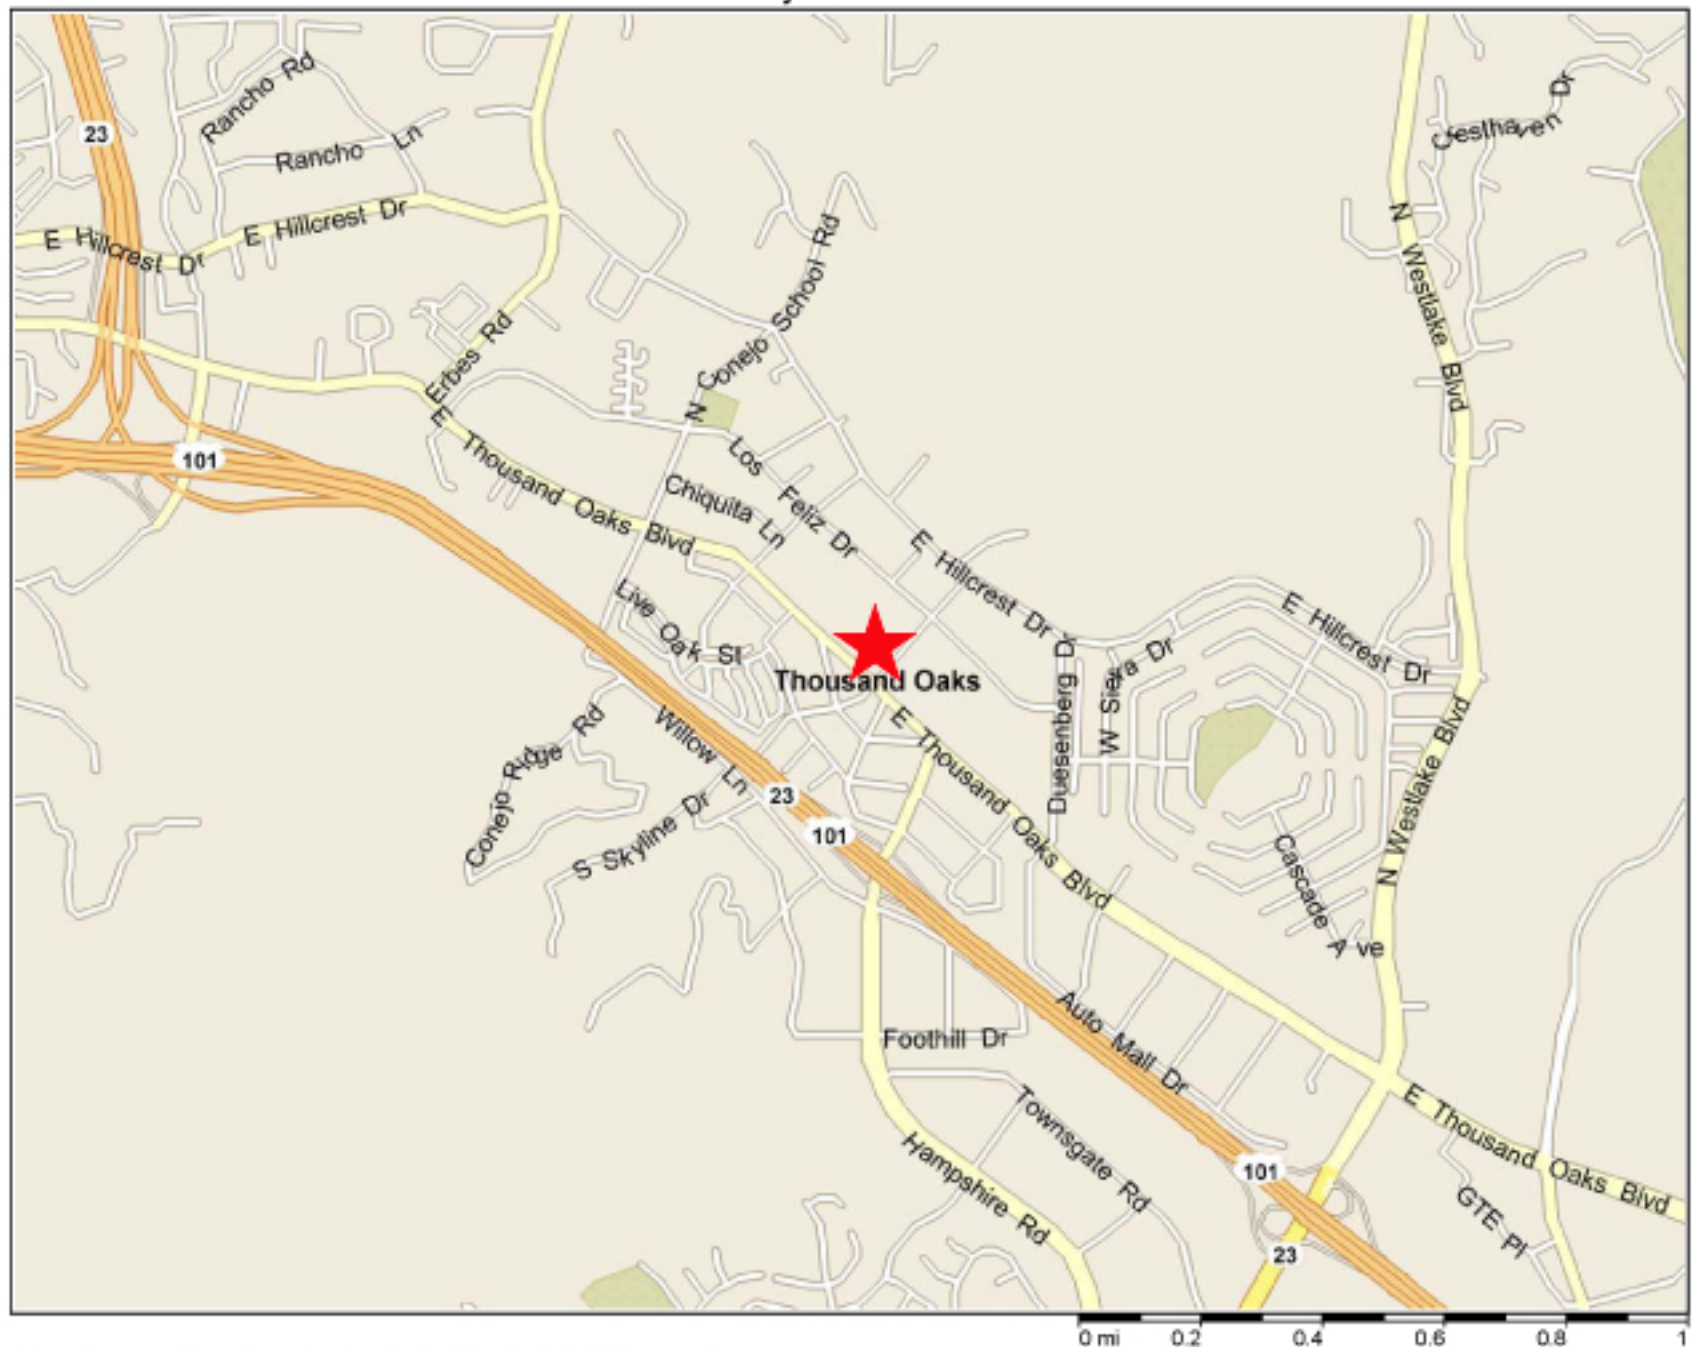 Rancho Rd
23
Rancho Ln
Cresthaven Dr
E Hillcrest Dr
E Hillcrest Dr
N Westlake Blvd
Conejo School Rd
N
Erbes Rd
101
E Thousand Oaks Blvd
Los Feliz Dr
Chiquita Ln
E Hillcrest Dr
E Hillcrest Dr
Live Oak St
Thousand Oaks
Duesenberg Dr
W Sierra Dr
Conejo Ridge Rd
Willow Ln
E Thousand Oaks Blvd
N Westlake Blvd
S Skyline Dr
23
101
Cascade Ave
Foothill Dr
Auto Mall Dr
Townsgate Rd
Hampshire Rd
E Thousand Oaks Blvd
101
GTE Pl
23
0 mi 0.2 0.4 0.6 0.8 1